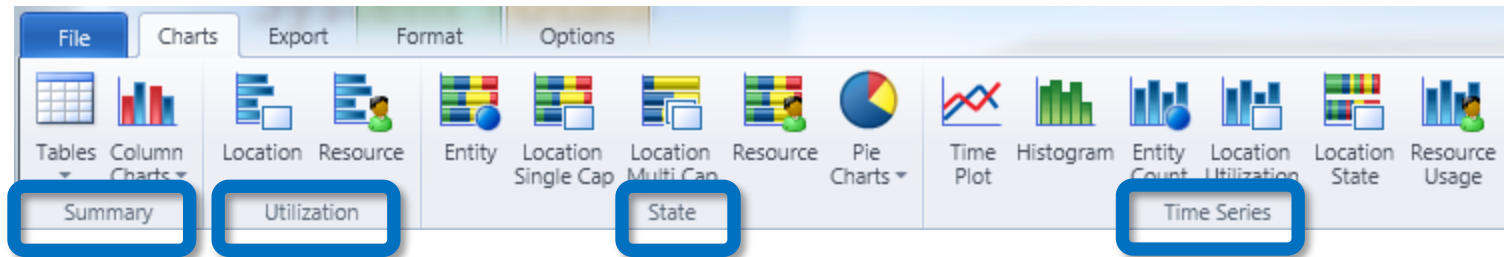 File Charts Export Format Options
Tables Column Charts Location Resource Entity Location Single Cap Location Multi Cap Resource Pie Charts Time Plot Histogram Entity Count Location Utilization Location State Resource Usage
Summary Utilization State Time Series